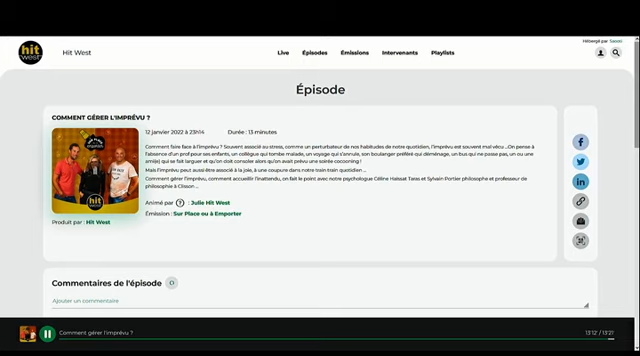 Hébergé par Saooti
hit west
Hit West
Live Épisodes Émissions Intervenants Playlists
Épisode
COMMENT GÉRER L'IMPRÉVU ?
12 janvier 2022 à 23h14 Durée : 13 minutes
Comment faire face à l'imprévu ? Souvent associé au stress, comme un perturbateur de nos habitudes de notre quotidien, l'imprévu est souvent mal vécu ...On pense à
l'absence d'un prof pour ses enfants, un collègue qui tombe malade, un voyage qui s'annule, son boulanger préféré qui déménage, un bus qui ne passe pas, un ou une
ami(e) qui se fait larguer et qu'on doit consoler alors qu'on avait prévu une soirée cocooning !
Mais l'imprévu peut aussi être associé à la joie, à une coupure dans notre train train quotidien ...
Comment gérer l'imprévu, comment accueillir l'inattendu, on fait le point avec notre psychologue Céline Haissat Taras et Sylvain Portier philosophe et professeur de
philosophie à Clisson ...
Animé par ? : Julie Hit West
Émission : Sur Place ou à Emporter
hit west
Produit par : Hit West
Commentaires de l'épisode 0
Ajouter un commentaire
Comment gérer l'imprévu ?
13'12' / 13'21